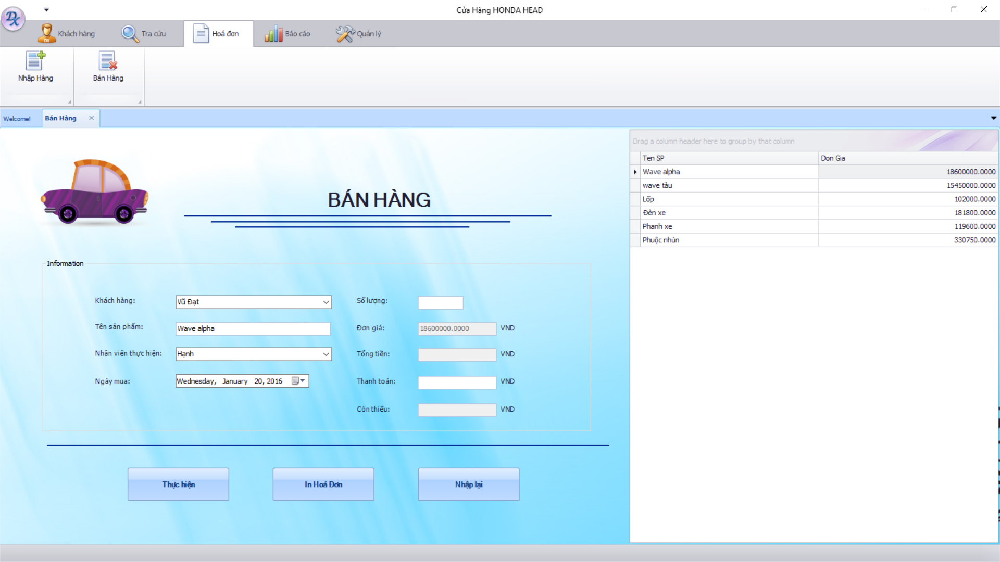 Cửa Hàng HONDA HEAD
DX
Khách hàng
Tra cứu
Hoá đơn
Báo cáo
Quản lý
Nhập Hàng
Bán Hàng
Welcome!
Bán Hàng
BÁN HÀNG
Information
Khách hàng:
Vũ Đạt
Số lượng:
Tên sản phẩm:
Wave alpha
Đơn giá:
18600000.0000
VND
Nhân viên thực hiện:
Hạnh
Tổng tiền:
VND
Ngày mua:
Wednesday, January 20, 2016
Thanh toán:
VND
Còn thiếu:
VND
Thực hiện
In Hoá Đơn
Nhập lại
Drag a column header here to group by that column
Ten SP Don Gia
Wave alpha 18600000.0000
wave tàu 15450000.0000
Lốp 102000.0000
Đèn xe 181800.0000
Phanh xe 119600.0000
Phuộc nhún 330750.0000